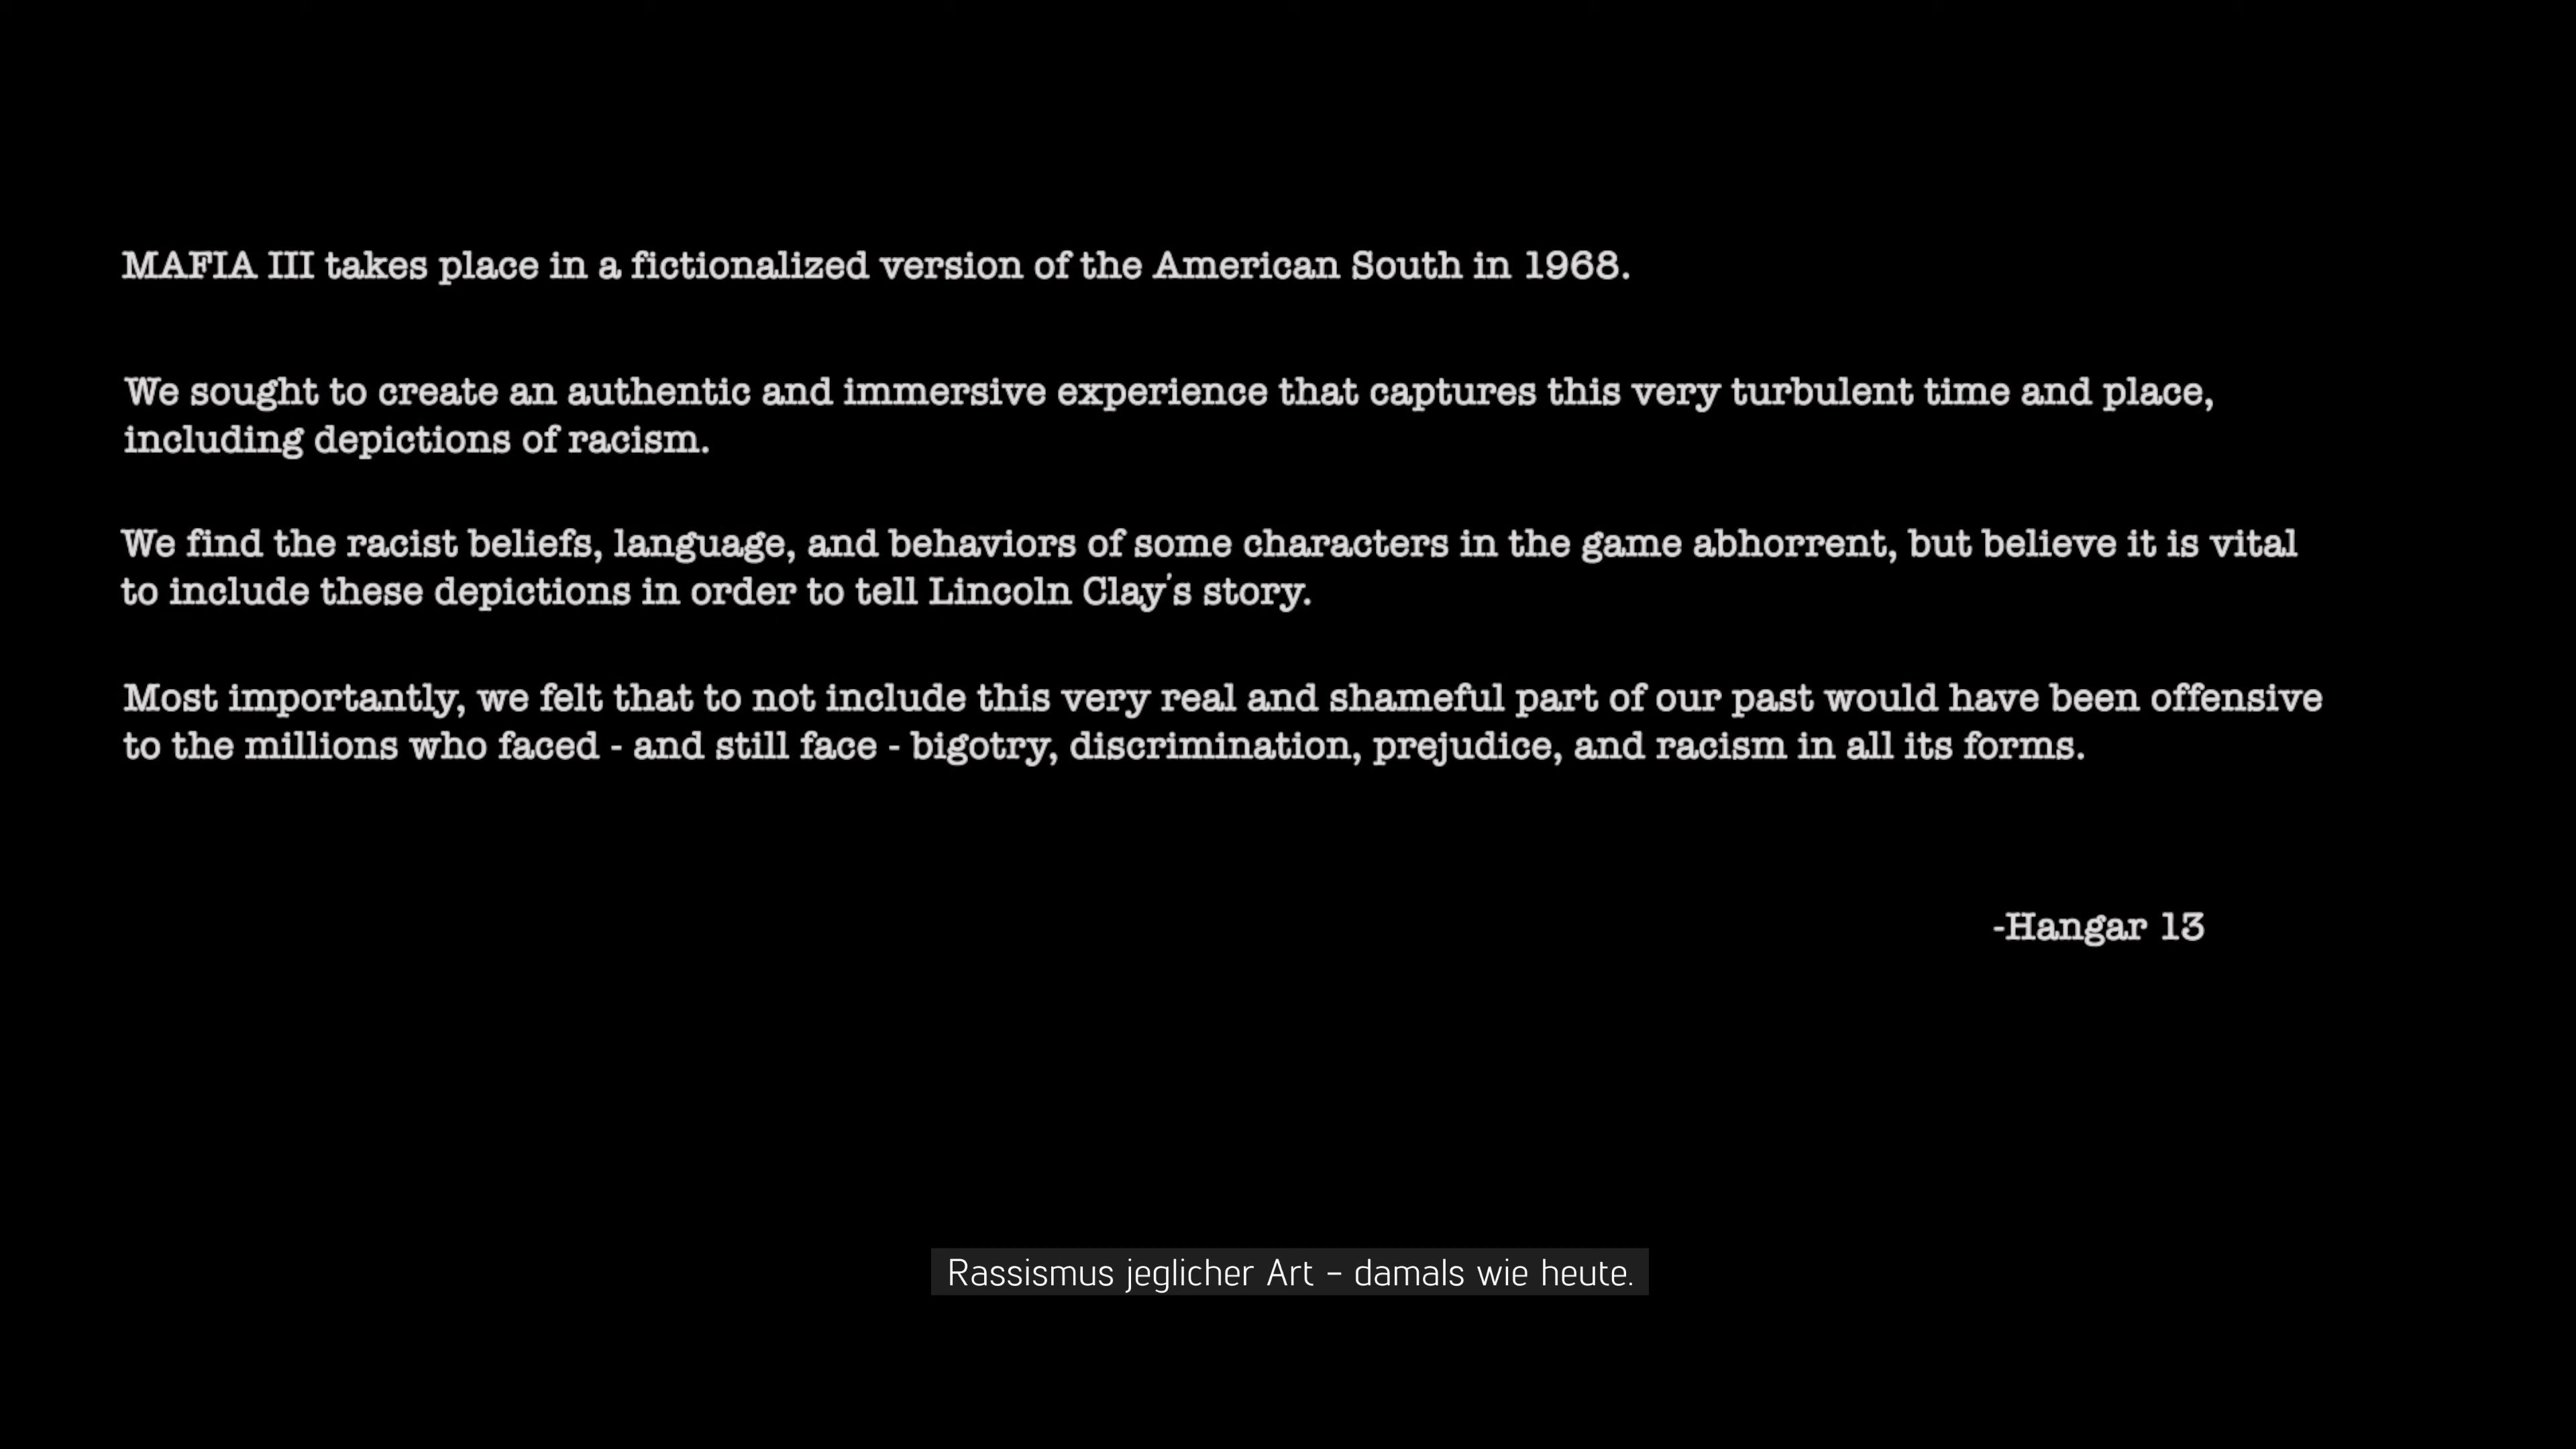 MAFIA III takes place in a fictionalized version of the American South in 1968.
We sought to create an authentic and immersive experience that captures this very turbulent time and place,
including depictions of racism.
We find the racist beliefs, language, and behaviors of some characters in the game abhorrent, but believe it is vital
to include these depictions in order to tell Lincoln Clay's story.
Most importantly, we felt that to not include this very real and shameful part of our past would have been offensive
to the millions who faced - and still face - bigotry, discrimination, prejudice, and racism in all its forms.
-Hangar 13
Rassismus jeglicher Art – damals wie heute.